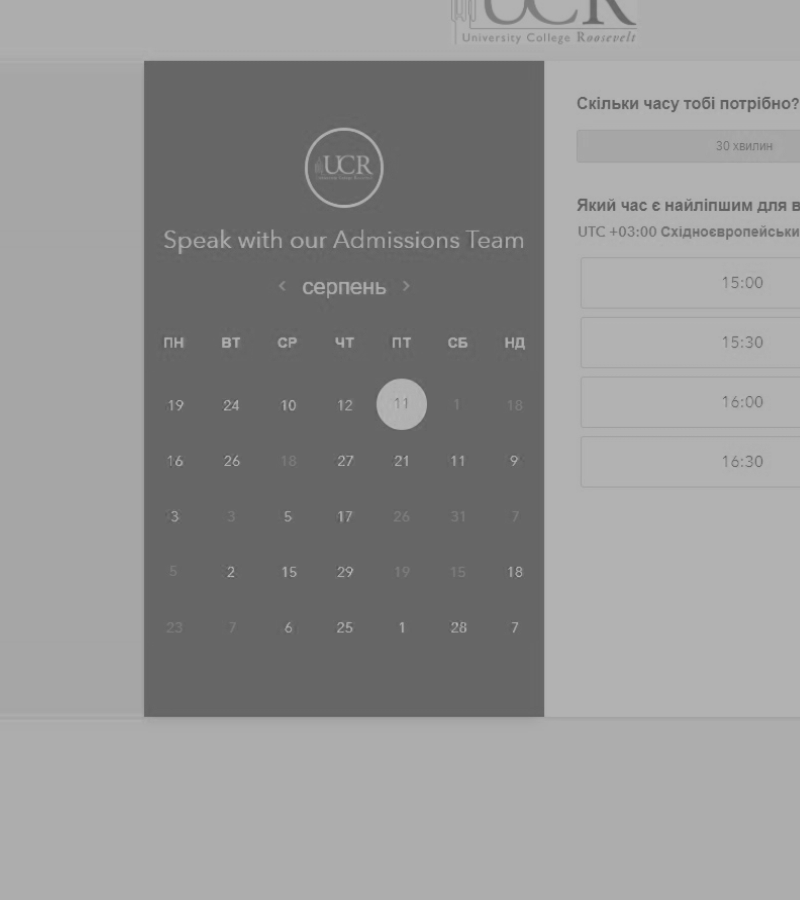 UCR
University College Roosevelt
UCR
Speak with our Admissions Team
серпень
ПН ВТ СР ЧТ ПТ СБ НД
19 24 10 12 11 1 18
16 26 18 27 21 11 9
3 3 5 17 26 31 7
5 2 15 29 19 15 18
23 7 6 25 1 28 7
Скільки часу тобі потрібно?
30 хвилин
Який час є найліпшим для в
UTC +03:00 Східноєвропейськи
15:00
15:30
16:00
16:30